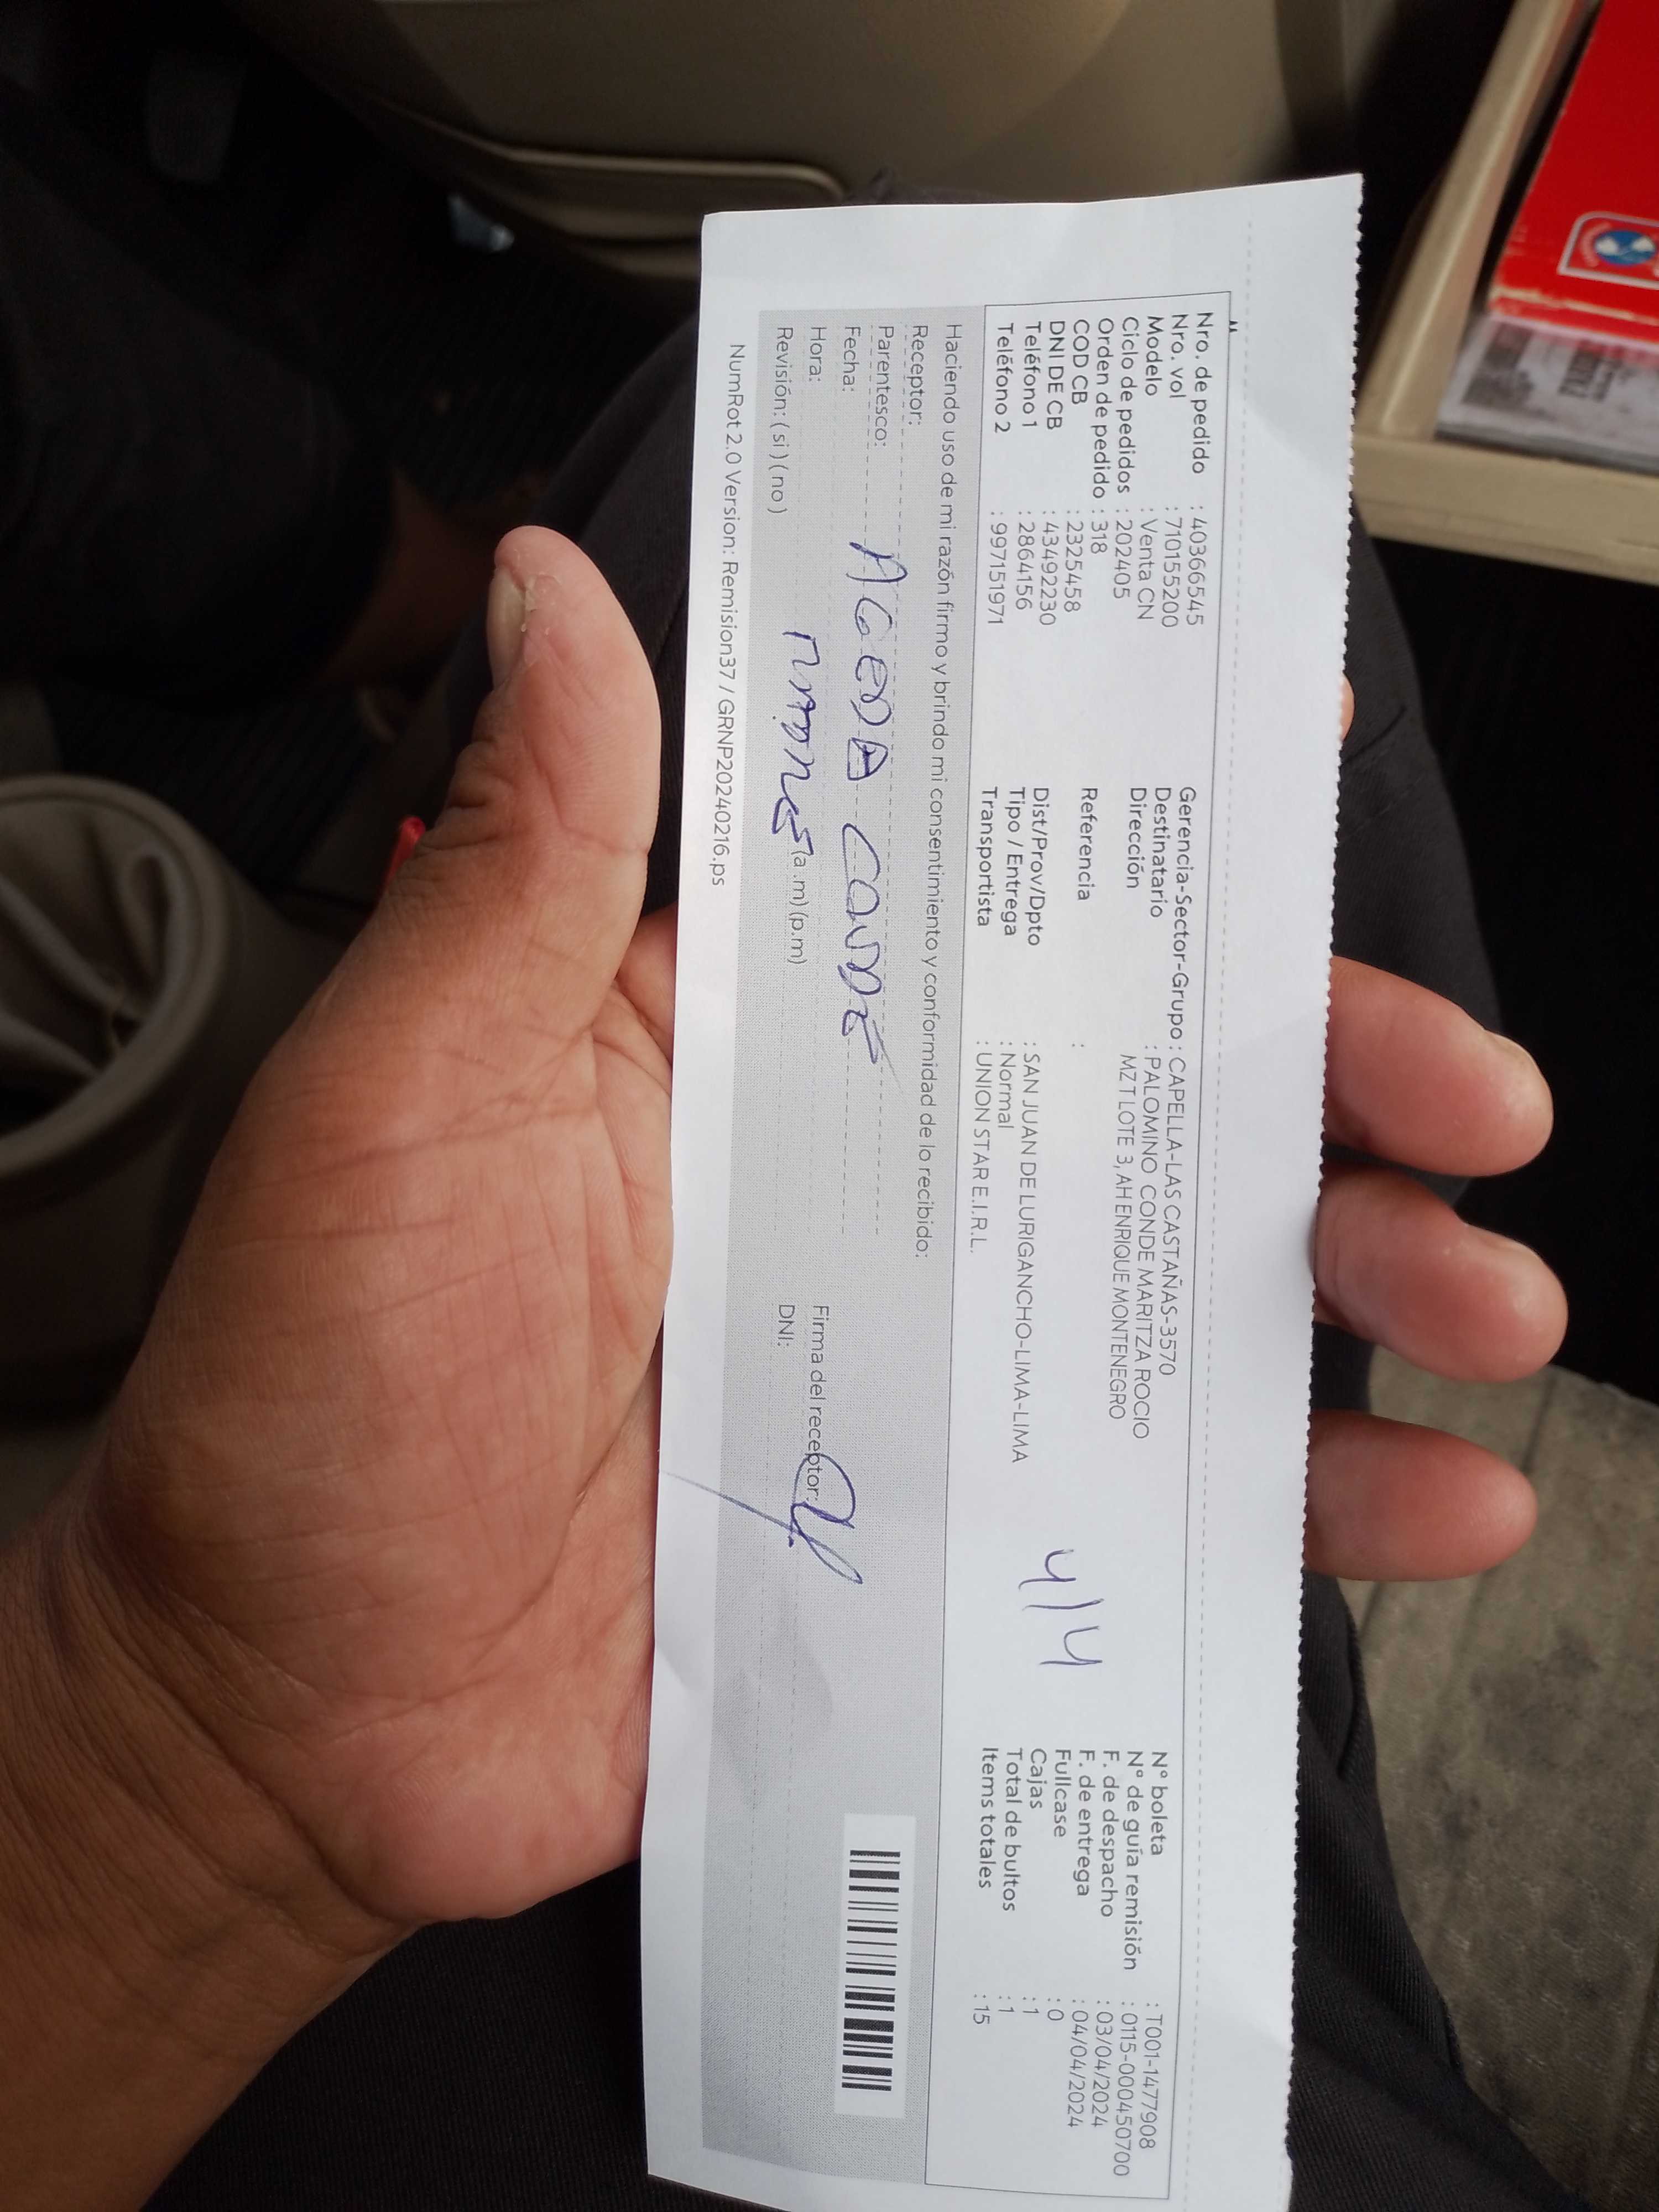 Nro. de pedido : 40366545
Nro. vol : 710155200
Modelo : Venta CN
Ciclo de pedidos : 202405
Orden de pedido : 318
COD CB : 2325458
DNI DE CB : 43492230
Teléfono 1 : 2864156
Teléfono 2 : 997151971
Gerencia-Sector-Grupo : CAPELLA-LAS CASTAÑAS-3570
Destinatario : PALOMINO CONDE MARITZA ROCIO
Dirección MZ T LOTE 3, AH ENRIQUE MONTENEGRO
Referencia :
Dist/Prov/Dpto : SAN JUAN DE LURIGANCHO-LIMA-LIMA
Tipo / Entrega : Normal
Transportista : UNION STAR E.I.R.L.
4/4
N° boleta : T001-1477908
N° de guía remisión : 0115-000450700
F. de despacho : 03/04/2024
F. de entrega : 04/04/2024
Fullcase : 0
Cajas : 1
Total de bultos : 1
Items totales : 15
Haciendo uso de mi razón firmo y brindo mi consentimiento y conformidad de lo recibido:
Receptor:
Parentesco:
Fecha:
Hora: (a.m) (p.m)
Revisión: ( si ) ( no )
CONDE
Firma del receptor:
DNI:
NumRot 2.0 Version: Remision37 / GRNP20240216.ps